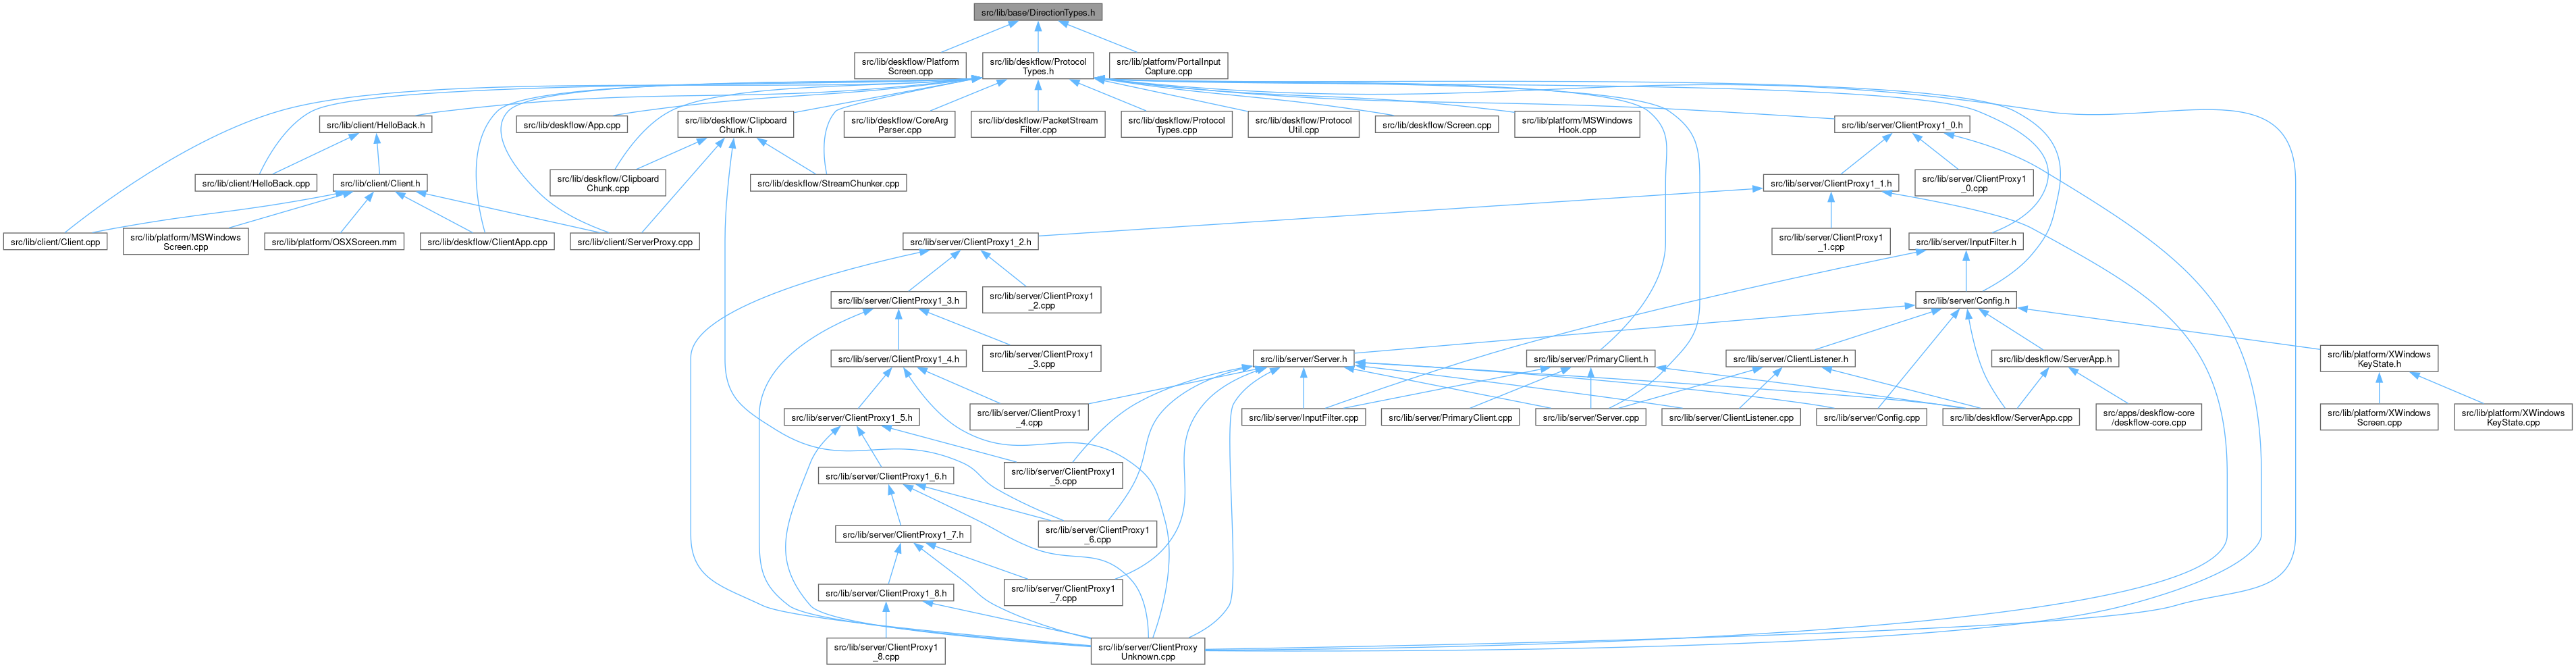 src/lib/base/DirectionTypes.h
src/lib/deskflow/Platform
Screen.cpp
src/lib/deskflow/Protocol
Types.h
src/lib/platform/PortalInput
Capture.cpp
src/lib/client/HelloBack.h
src/lib/deskflow/App.cpp
src/lib/deskflow/Clipboard
Chunk.h
src/lib/deskflow/CoreArg
Parser.cpp
src/lib/deskflow/PacketStream
Filter.cpp
src/lib/deskflow/Protocol
Types.cpp
src/lib/deskflow/Protocol
Util.cpp
src/lib/deskflow/Screen.cpp
src/lib/platform/MSWindows
Hook.cpp
src/lib/server/ClientProxy1_0.h
src/lib/client/HelloBack.cpp
src/lib/client/Client.h
src/lib/deskflow/Clipboard
Chunk.cpp
src/lib/deskflow/StreamChunker.cpp
src/lib/server/ClientProxy1_1.h
src/lib/server/ClientProxy1
_0.cpp
src/lib/client/Client.cpp
src/lib/platform/MSWindows
Screen.cpp
src/lib/platform/OSXScreen.mm
src/lib/deskflow/ClientApp.cpp
src/lib/client/ServerProxy.cpp
src/lib/server/ClientProxy1_2.h
src/lib/server/ClientProxy1
_1.cpp
src/lib/server/InputFilter.h
src/lib/server/ClientProxy1_3.h
src/lib/server/ClientProxy1
_2.cpp
src/lib/server/Config.h
src/lib/server/ClientProxy1_4.h
src/lib/server/ClientProxy1
_3.cpp
src/lib/server/Server.h
src/lib/server/PrimaryClient.h
src/lib/server/ClientListener.h
src/lib/deskflow/ServerApp.h
src/lib/platform/XWindows
KeyState.h
src/lib/server/ClientProxy1_5.h
src/lib/server/ClientProxy1
_4.cpp
src/lib/server/InputFilter.cpp
src/lib/server/PrimaryClient.cpp
src/lib/server/Server.cpp
src/lib/server/ClientListener.cpp
src/lib/server/Config.cpp
src/lib/deskflow/ServerApp.cpp
src/apps/deskflow-core
/deskflow-core.cpp
src/lib/platform/XWindows
Screen.cpp
src/lib/platform/XWindows
KeyState.cpp
src/lib/server/ClientProxy1_6.h
src/lib/server/ClientProxy1
_5.cpp
src/lib/server/ClientProxy1_7.h
src/lib/server/ClientProxy1
_6.cpp
src/lib/server/ClientProxy1_8.h
src/lib/server/ClientProxy1
_7.cpp
src/lib/server/ClientProxy1
_8.cpp
src/lib/server/ClientProxy
Unknown.cpp